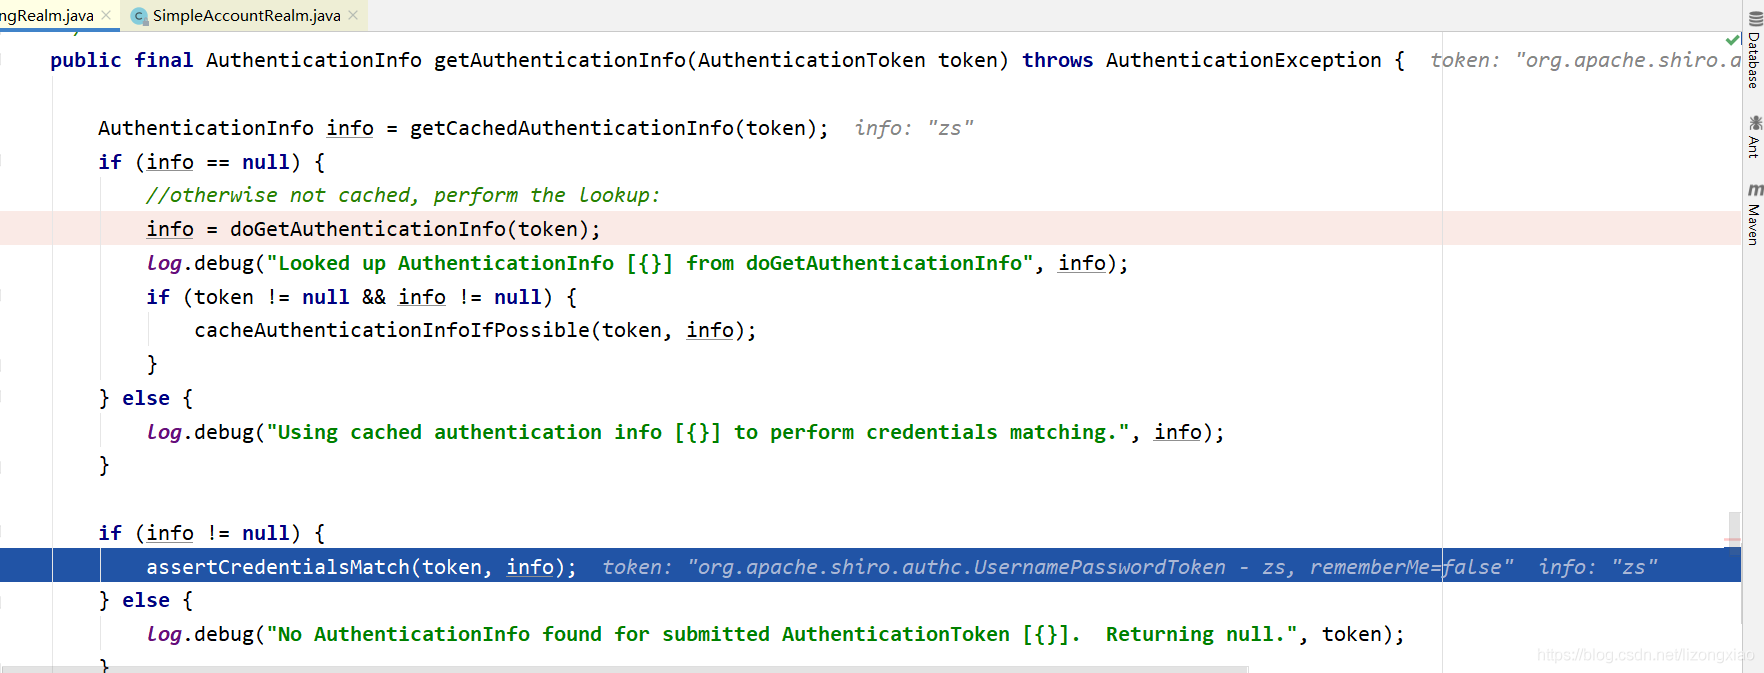 ngRealm.java × SimpleAccountRealm.java ×
public final AuthenticationInfo getAuthenticationInfo(AuthenticationToken token) throws AuthenticationException { token: "org.apache.shiro.a
AuthenticationInfo info = getCachedAuthenticationInfo(token); info: "zs"
if (info == null) {
//otherwise not cached, perform the lookup:
info = doGetAuthenticationInfo(token);
log.debug("Looked up AuthenticationInfo [{}] from doGetAuthenticationInfo", info);
if (token != null && info != null) {
cacheAuthenticationInfoIfPossible(token, info);
}
} else {
log.debug("Using cached authentication info [{}] to perform credentials matching.", info);
}
if (info != null) {
assertCredentialsMatch(token, info); token: "org.apache.shiro.authc.UsernamePasswordToken - zs, rememberMe=false" info: "zs"
} else {
log.debug("No AuthenticationInfo found for submitted AuthenticationToken [{}].  Returning null.", token);
}
Database
Ant
Maven
https://blog.csdn.net/lizongxiao